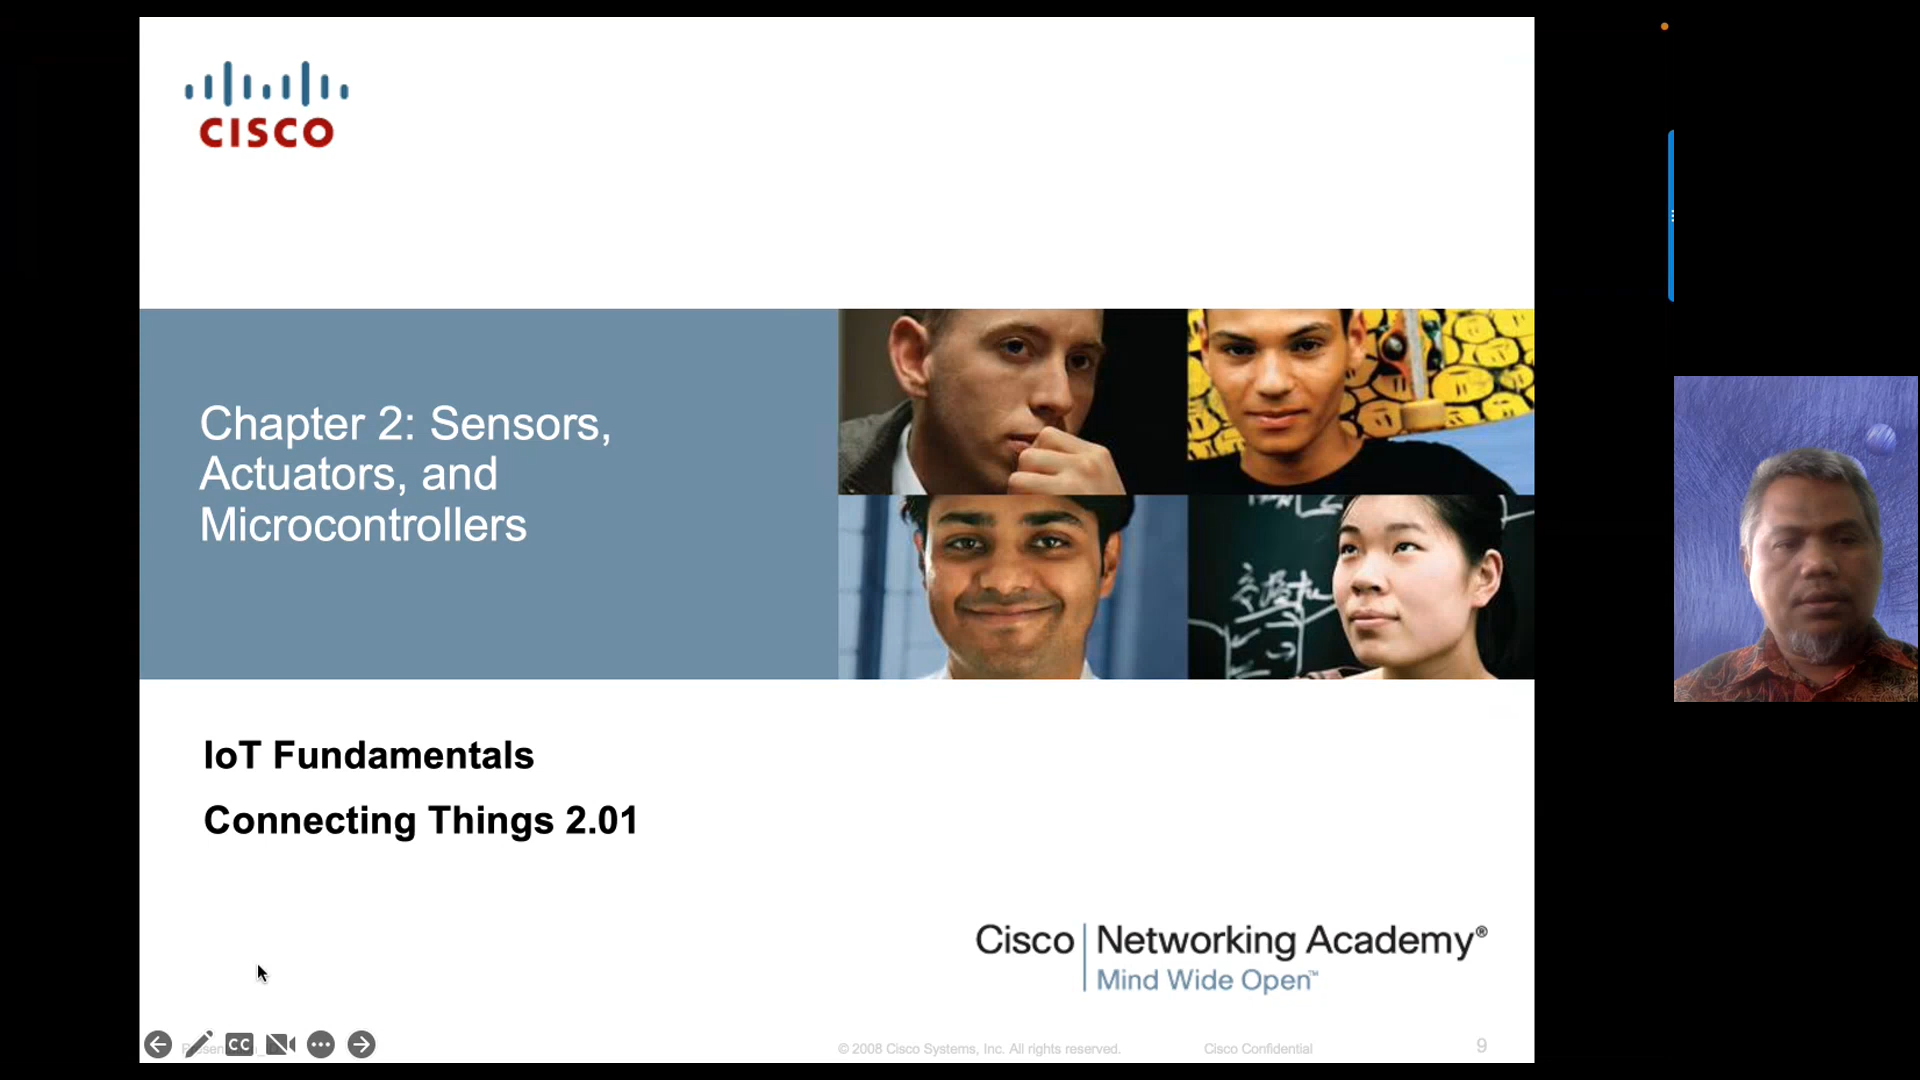 CISCO
Chapter 2: Sensors,
Actuators, and
Microcontrollers
IoT Fundamentals
Connecting Things 2.01
Cisco Networking Academy®
Mind Wide Open™
CC
© 2008 Cisco Systems, Inc. All rights reserved.
Cisco Confidential
9